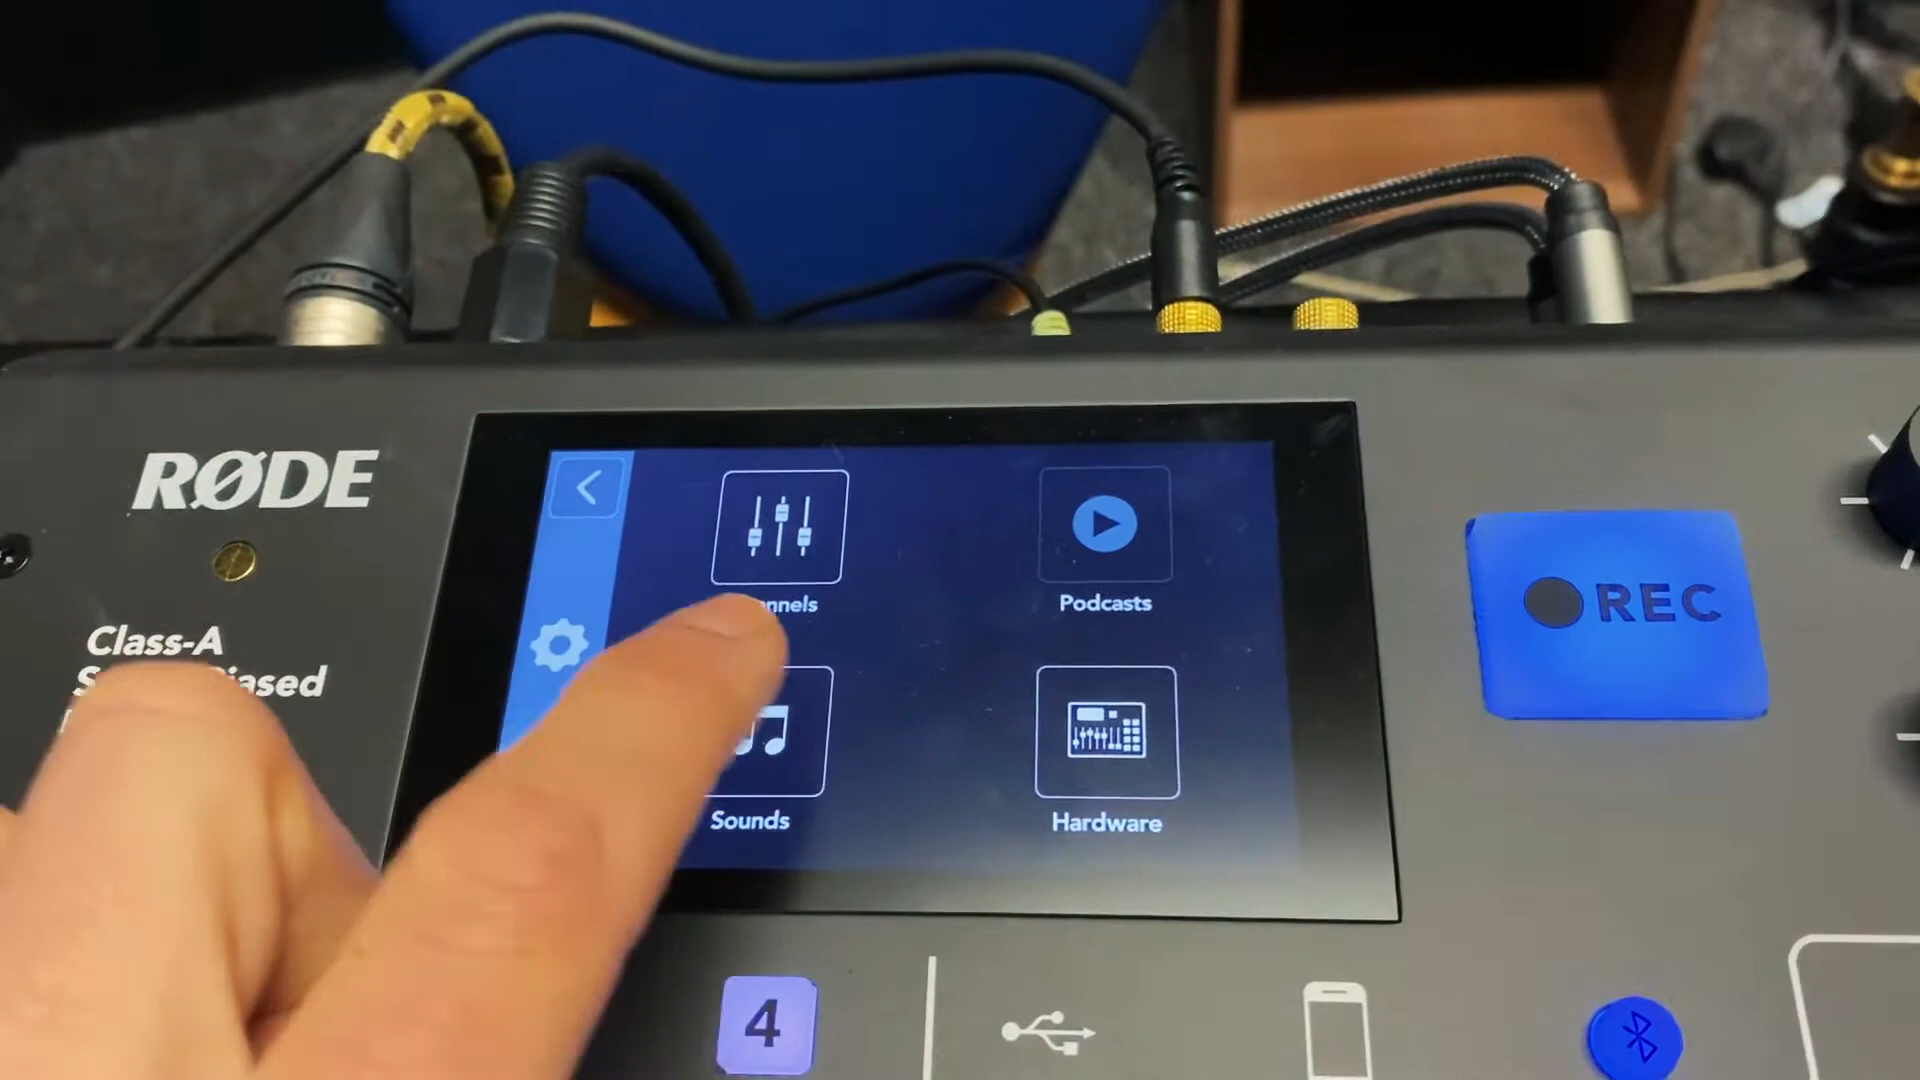 RØDE
Class-A
Podcasts
Sounds
Hardware
REC
4